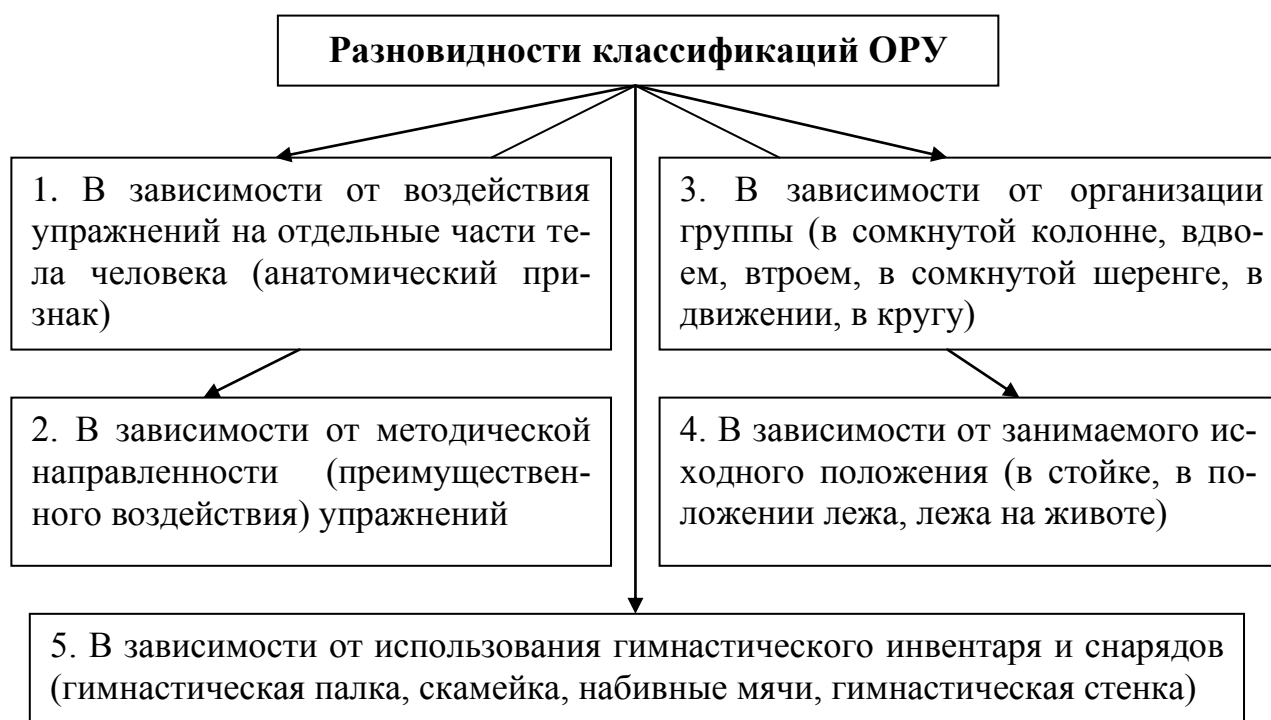 Разновидности классификаций ОРУ
1. В зависимости от воздействия
упражнений на отдельные части те-
ла человека (анатомический при-
знак)
2. В зависимости от методической
направленности (преимуществен-
ного воздействия) упражнений
3. В зависимости от организации
группы (в сомкнутой колонне, вдво-
ем, втроем, в сомкнутой шеренге, в
движении, в кругу)
4. В зависимости от занимаемого ис-
ходного положения (в стойке, в по-
ложении лежа, лежа на животе)
5. В зависимости от использования гимнастического инвентаря и снарядов
(гимнастическая палка, скамейка, набивные мячи, гимнастическая стенка)